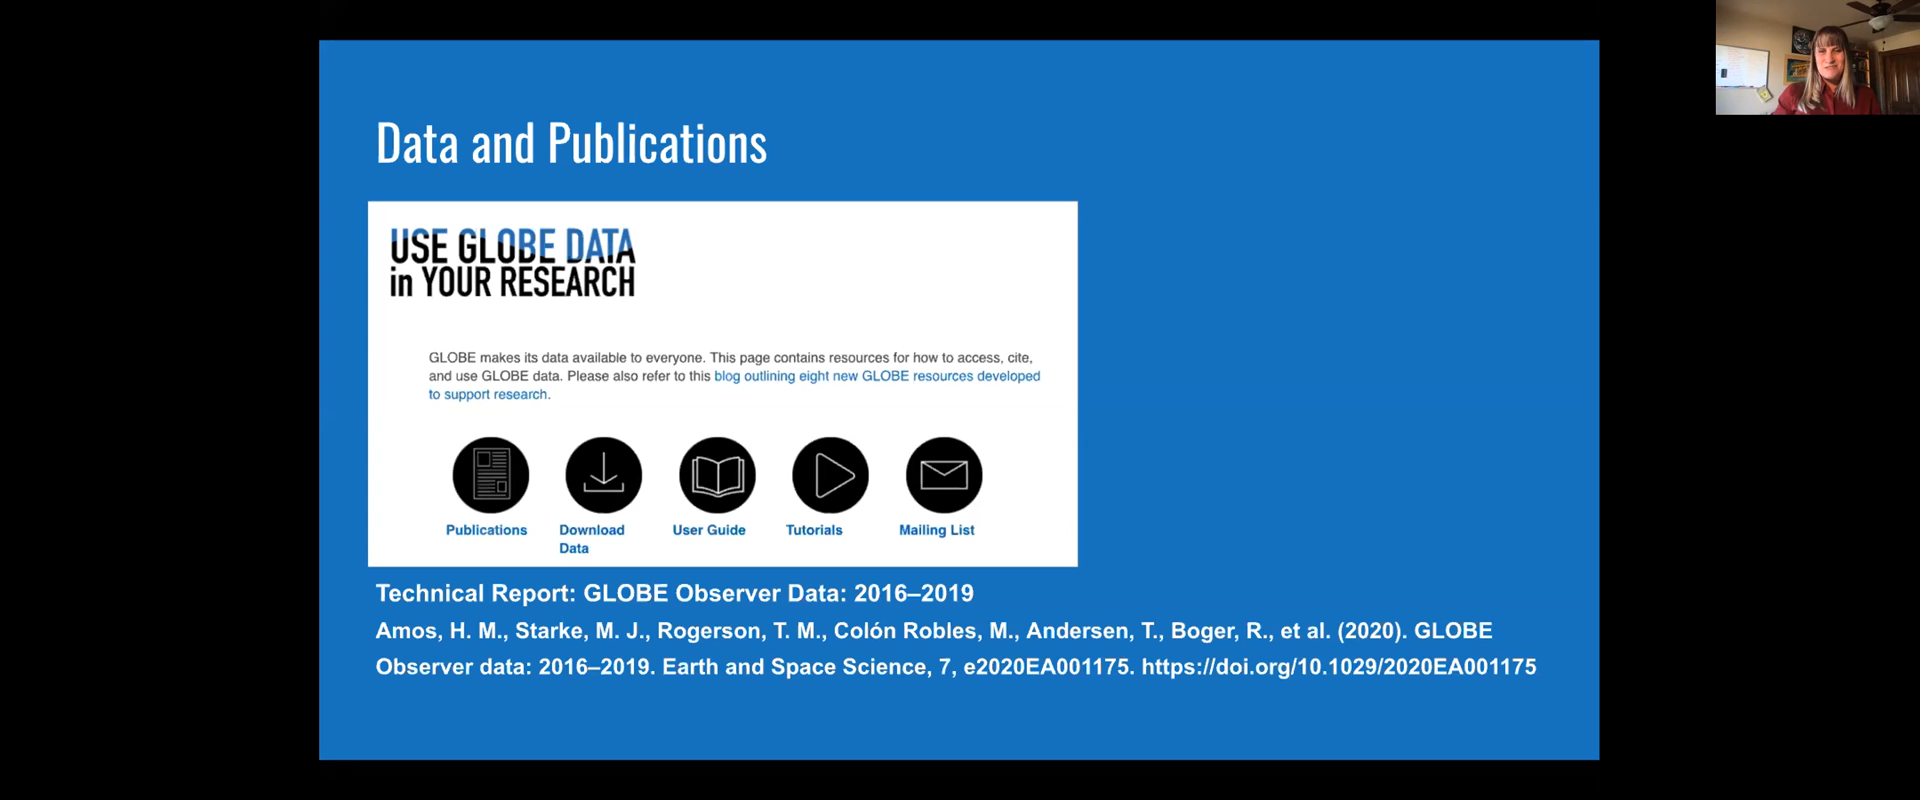 Data and Publications
USE GLOBE DATA
in YOUR RESEARCH
GLOBE makes its data available to everyone. This page contains resources for how to access, cite,
and use GLOBE data. Please also refer to this blog outlining eight new GLOBE resources developed
to support research.
Publications
Download
Data
User Guide
Tutorials
Mailing List
Technical Report: GLOBE Observer Data: 2016–2019
Amos, H. M., Starke, M. J., Rogerson, T. M., Colón Robles, M., Andersen, T., Boger, R., et al. (2020). GLOBE
Observer data: 2016–2019. Earth and Space Science, 7, e2020EA001175. https://doi.org/10.1029/2020EA001175